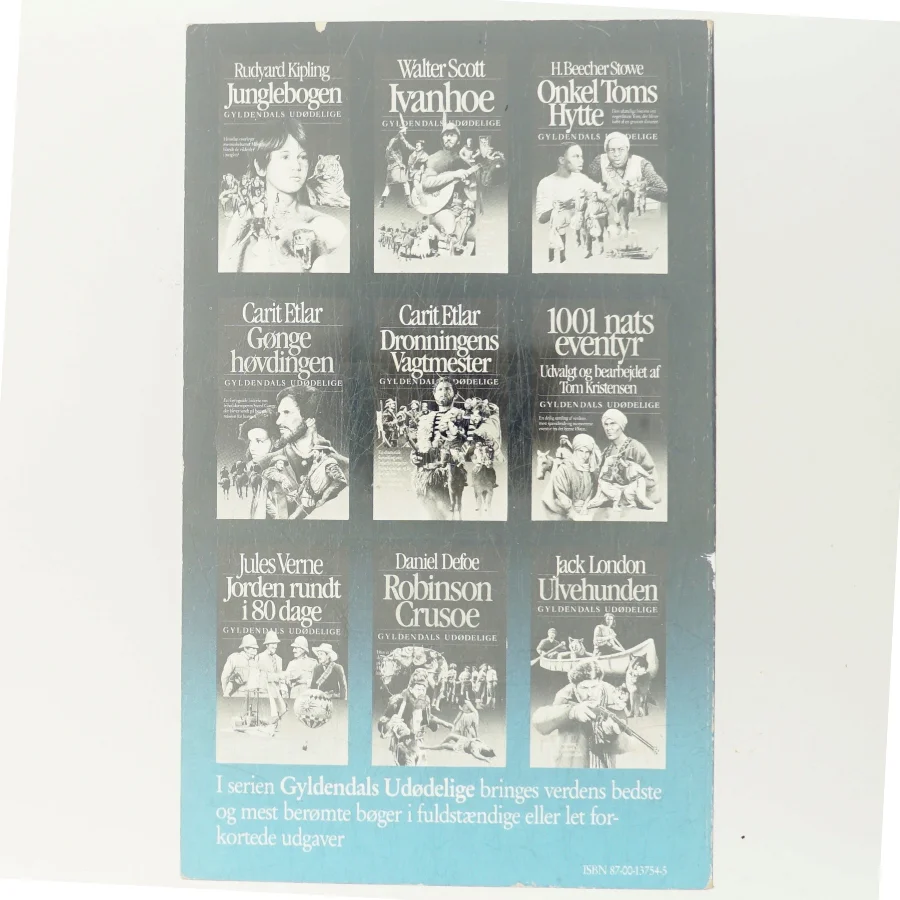 Rudyard Kipling
Junglebogen
GYLDENDALS UDØDELIGE
Walter Scott
Ivanhoe
GYLDENDALS UDØDELIGE
H. Beecher Stowe
Onkel Toms
Hytte
GYLDENDALS UDØDELIGE
Carit Etlar
Gønge
høvdingen
GYLDENDALS UDØDELIGE
Carit Etlar
Dronningens
Vagtmester
GYLDENDALS UDØDELIGE
1001 nats
eventyr
Udvalgt og bearbejdet af
Tom Kristensen
GYLDENDALS UDØDELIGE
Jules Verne
Jorden rundt
i 80 dage
GYLDENDALS UDØDELIGE
Daniel Defoe
Robinson
Crusoe
GYLDENDALS UDØDELIGE
Jack London
Ulvehunden
GYLDENDALS UDØDELIGE
I serien Gyldendals Udødelige bringes verdens bedste
og mest berømte bøger i fuldstændige eller let for-
kortede udgaver
ISBN 87-00-13754-5